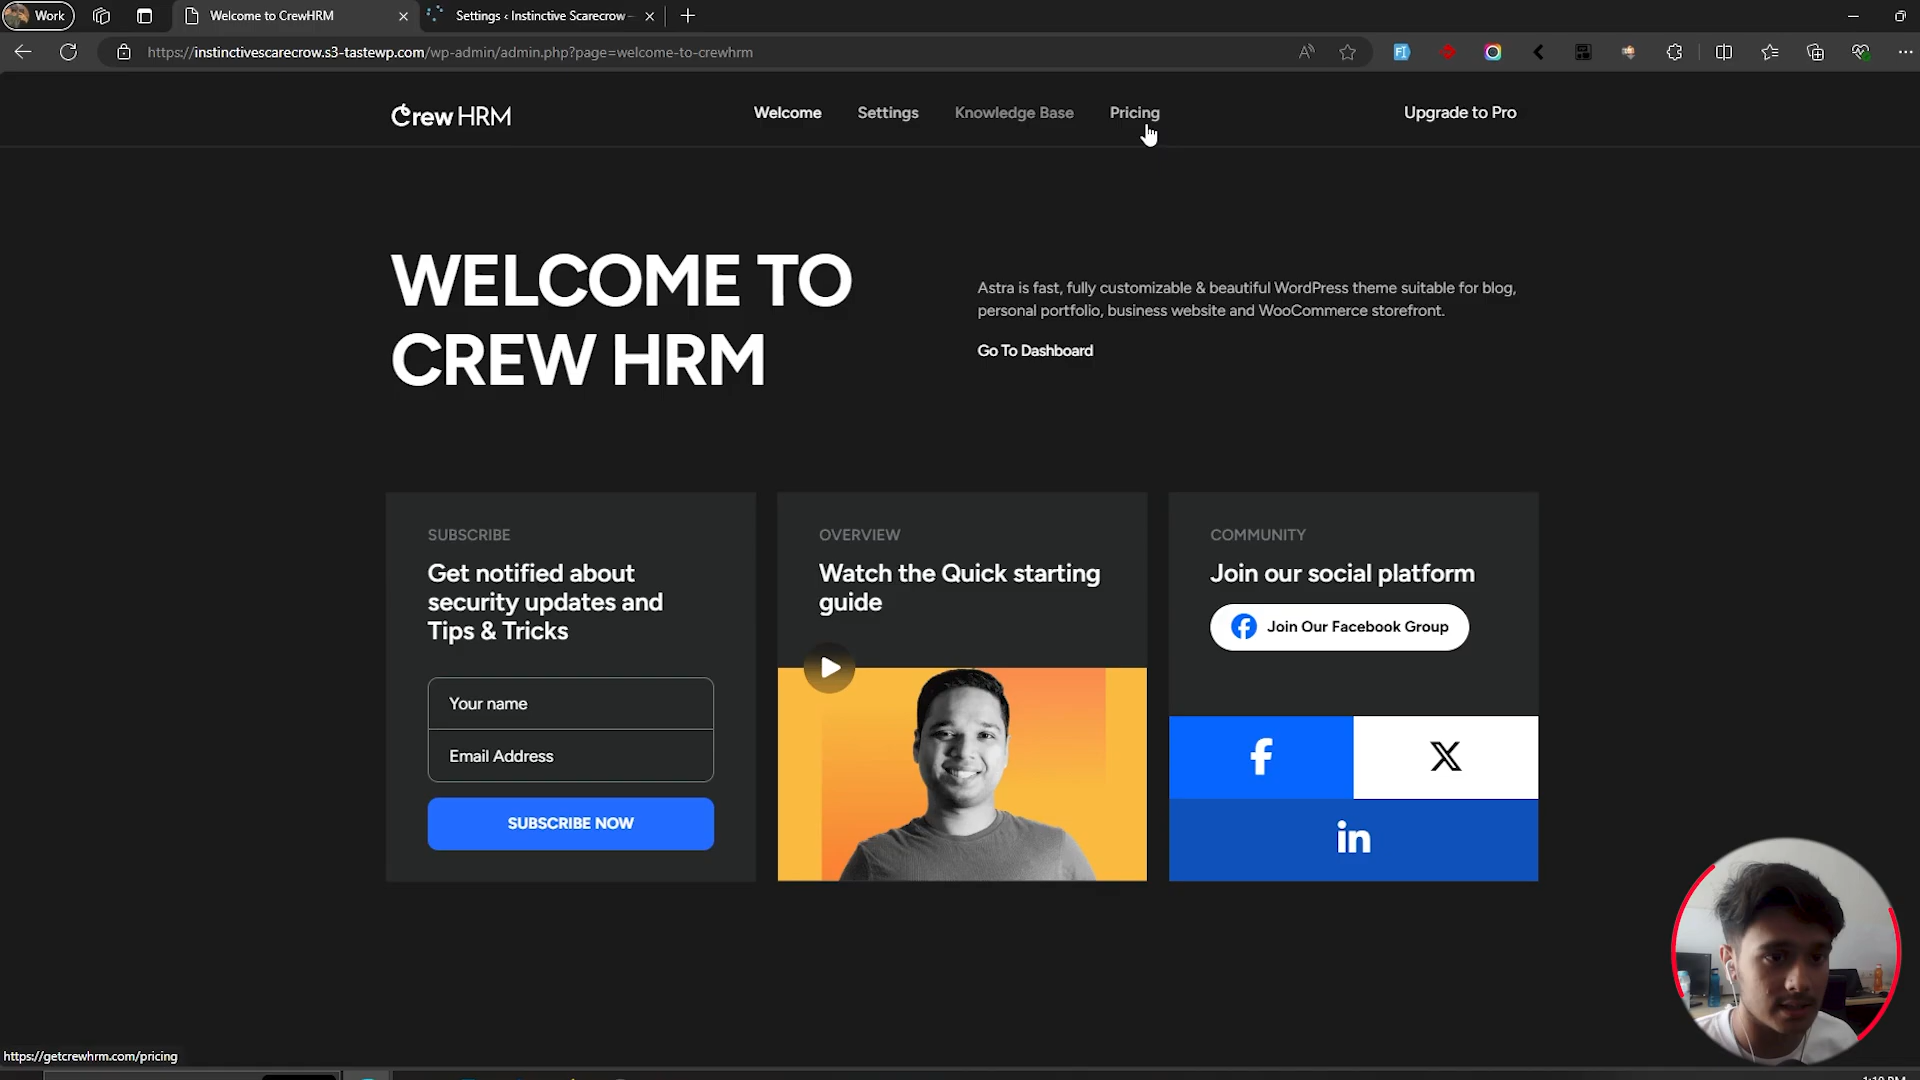 Work
Welcome to CrewHRM
Settings ‹ Instinctive Scarecrow
https://instinctivescarecrow.s3-tastewp.com/wp-admin/admin.php?page=welcome-to-crewhrm
Crew HRM
Welcome
Settings
Knowledge Base
Pricing
Upgrade to Pro
WELCOME TO
CREW HRM
Astra is fast, fully customizable & beautiful WordPress theme suitable for blog,
personal portfolio, business website and WooCommerce storefront.
Go To Dashboard
SUBSCRIBE
Get notified about
security updates and
Tips & Tricks
Your name
Email Address
SUBSCRIBE NOW
OVERVIEW
Watch the Quick starting
guide
COMMUNITY
Join our social platform
Join Our Facebook Group
https://getcrewhrm.com/pricing